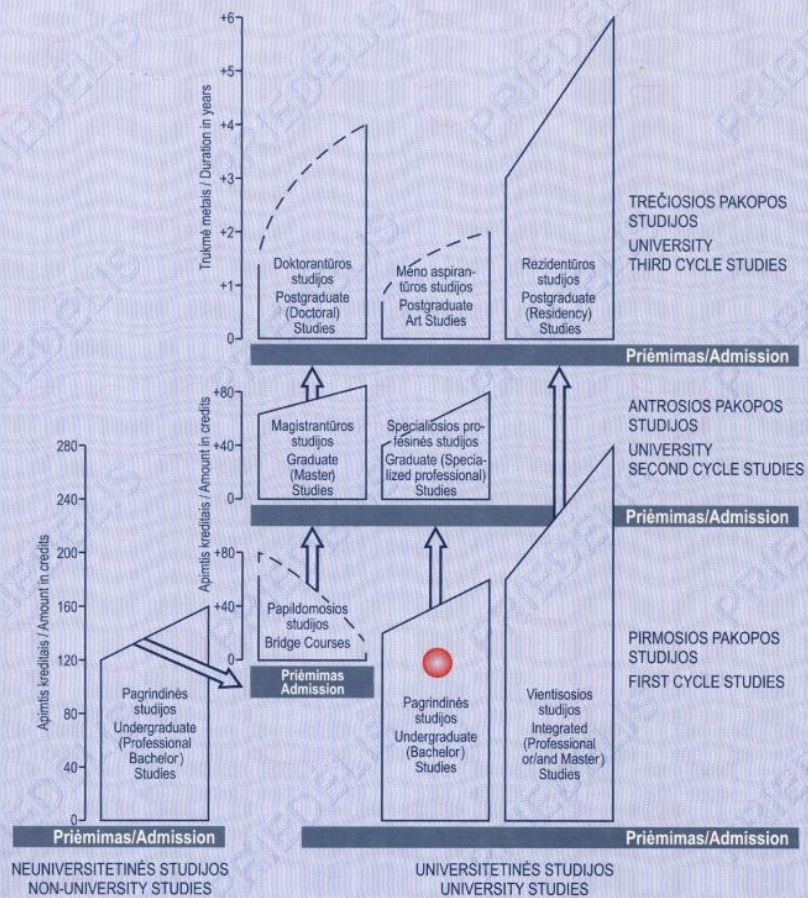 +6
+5
+4
+3
+2
+1
0
Trukmė metais / Duration in years
Doktorantūros
studijos
Postgraduate
(Doctoral)
Studies
Meno aspiran-
tūros studijos
Postgraduate
Art Studies
Rezidentūros
studijos
Postgraduate
(Residency)
Studies
TREČIOSIOS PAKOPOS
STUDIJOS
UNIVERSITY
THIRD CYCLE STUDIES
Priėmimas/Admission
+80
+40
0
Apimtis kreditais / Amount in credits
Magistrantūros
studijos
Graduate
(Master)
Studies
Specialiosios pro-
fesinės studijos
Graduate (Specia-
lized professional)
Studies
ANTROSIOS PAKOPOS
STUDIJOS
UNIVERSITY
SECOND CYCLE STUDIES
Priėmimas/Admission
280
240
200
160
120
80
40
0
Apimtis kreditais / Amount in credits
+80
+40
0
Papildomosios
studijos
Bridge Courses
Priėmimas
Admission
Pagrindinės
studijos
Undergraduate
(Professional
Bachelor)
Studies
Pagrindinės
studijos
Undergraduate
(Bachelor)
Studies
Vientisosios
studijos
Integrated
(Professional
or/and Master)
Studies
PIRMOSIOS PAKOPOS
STUDIJOS
FIRST CYCLE STUDIES
Priėmimas/Admission
Priėmimas/Admission
NEUNIVERSITETINĖS STUDIJOS
NON-UNIVERSITY STUDIES
UNIVERSITETINĖS STUDIJOS
UNIVERSITY STUDIES
PRIEDĖLIS
PRIEDĖLIS
PRIEDĖLIS
PRIEDĖLIS
PRIEDĖLIS
PRIEDĖLIS